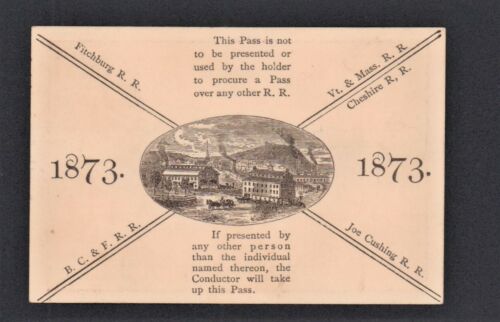 Fitchburg R. R.
This Pass is not
to be presented or
used by the holder
to procure a Pass
over any other R. R.
Vt. & Mass. R. R.
Cheshire R, R.
1873.
1873.
B. C. & F. R. R.
Joe Cushing R. R.
If presented by
any other person
than the individual
named thereon, the
Conductor will take
up this Pass.